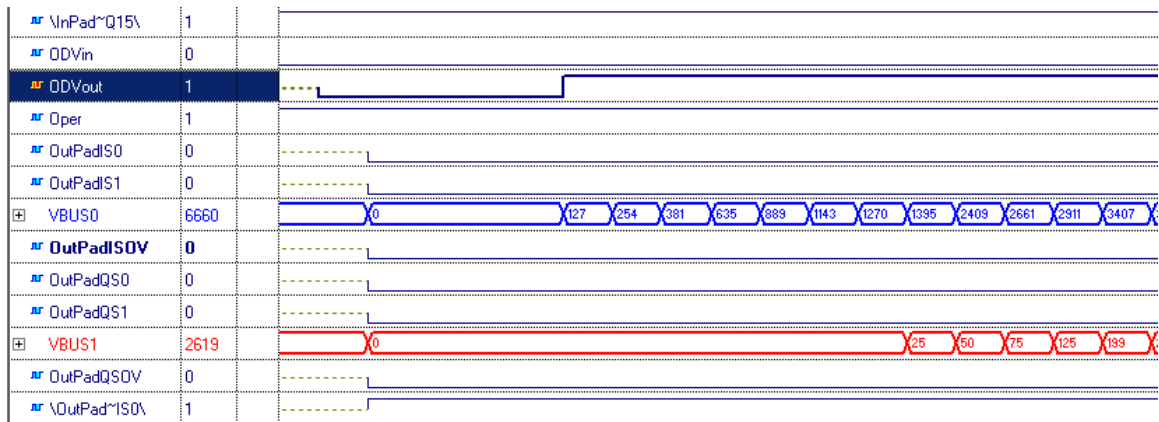 \InPad~Q15\ 1
ODVin 0
ODVout 1
Oper 1
OutPadIS0 0
OutPadIS1 0
VBUS0 6660 0 127 254 381 635 889 1143 1270 1395 2409 2661 2911 3407
OutPadISOV 0
OutPadQS0 0
OutPadQS1 0
VBUS1 2619 0 25 50 75 125 199
OutPadQSOV 0
\OutPad~IS0\ 1